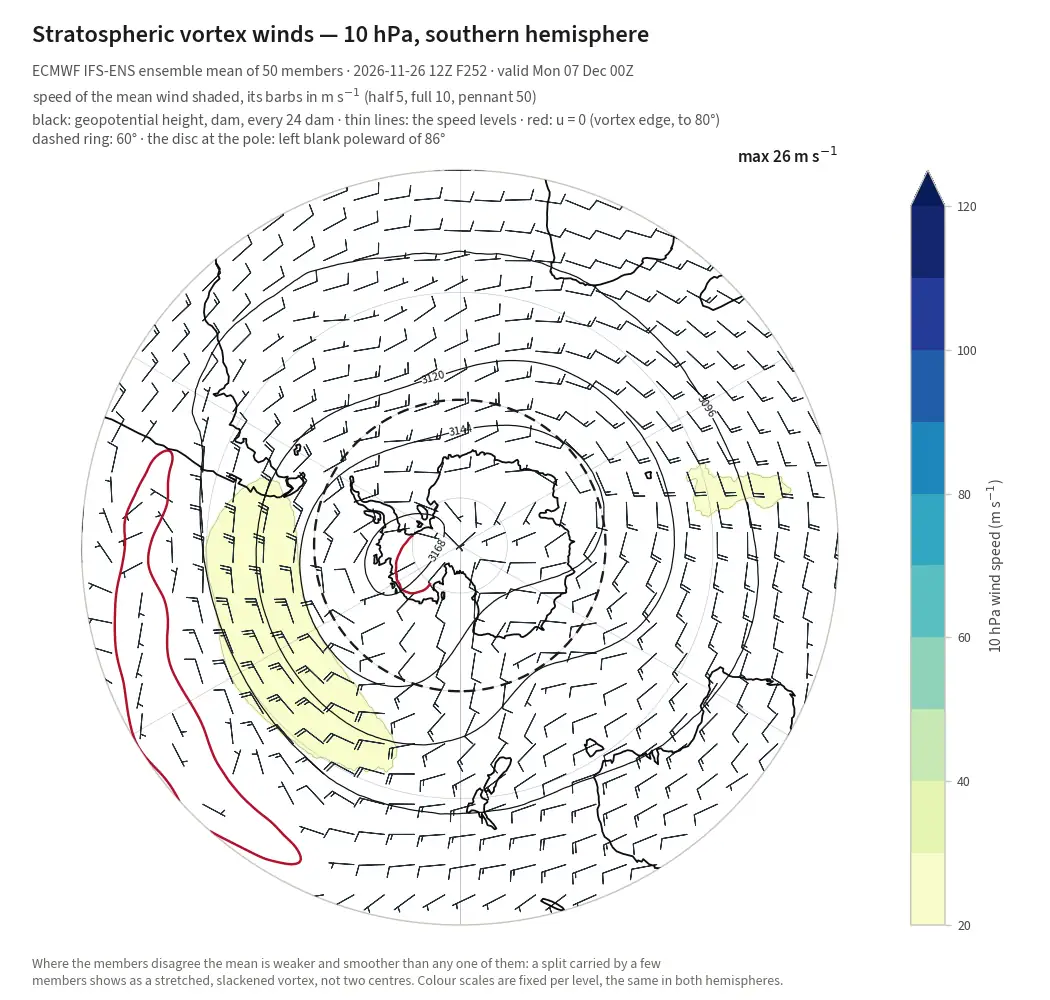 Stratospheric vortex winds — 10 hPa, southern hemisphere
ECMWF IFS-ENS ensemble mean of 50 members · 2026-11-26 12Z F252 · valid Mon 07 Dec 00Z
speed of the mean wind shaded, its barbs in m s⁻¹ (half 5, full 10, pennant 50)
black: geopotential height, dam, every 24 dam · thin lines: the speed levels · red: u = 0 (vortex edge, to 80°)
dashed ring: 60° · the disc at the pole: left blank poleward of 86°
max 26 m s⁻¹
120
100
80
60
40
20
10 hPa wind speed (m s⁻¹)
3120
3144
3096
3168
Where the members disagree the mean is weaker and smoother than any one of them: a split carried by a few
members shows as a stretched, slackened vortex, not two centres. Colour scales are fixed per level, the same in both hemispheres.